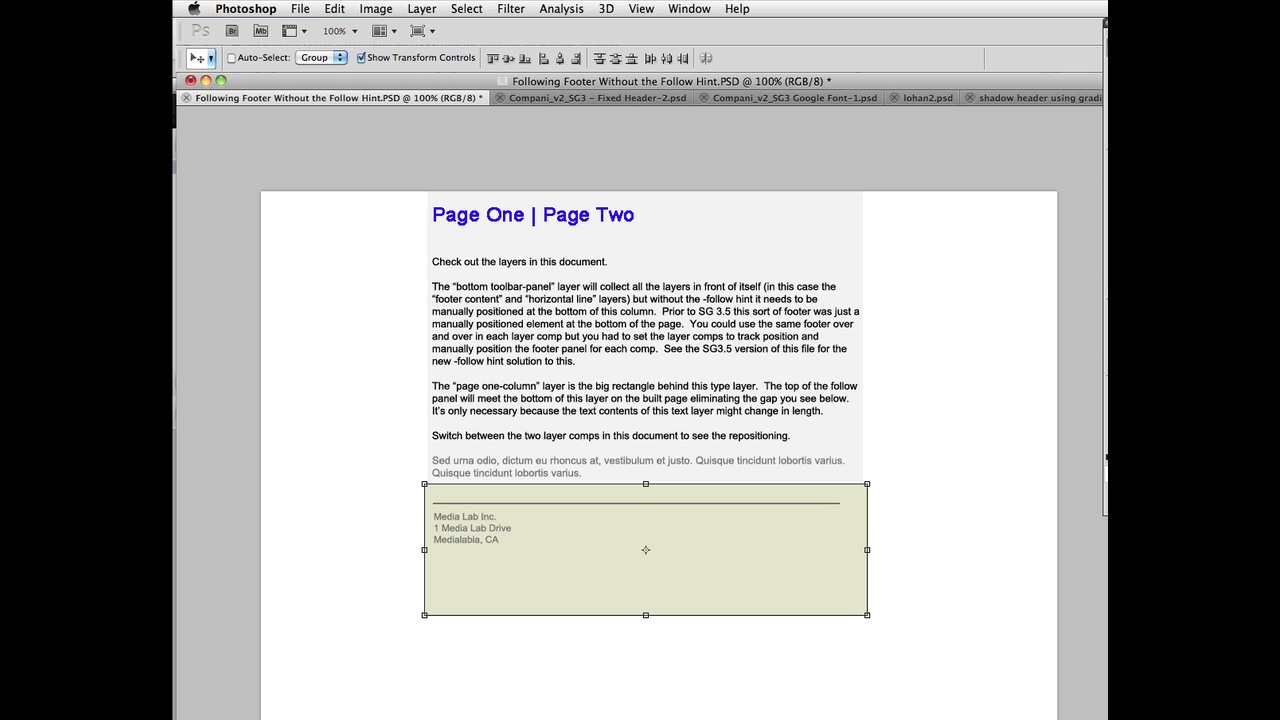 Photoshop File Edit Image Layer Select Filter Analysis 3D View Window Help
Ps Br Mb 100%
Auto-Select: Group Show Transform Controls
Following Footer Without the Follow Hint.PSD @ 100% (RGB/8) *
Following Footer Without the Follow Hint.PSD @ 100% (RGB/8) * Compani_v2_SG3 - Fixed Header-2.psd Compani_v2_SG3 Google Font-1.psd lohan2.psd shadow header using gradi
Page One | Page Two
Check out the layers in this document.
The “bottom toolbar-panel” layer will collect all the layers in front of itself (in this case the
“footer content” and “horizontal line” layers) but without the -follow hint it needs to be
manually positioned at the bottom of this column. Prior to SG 3.5 this sort of footer was just a
manually positioned element at the bottom of the page. You could use the same footer over
and over in each layer comp but you had to set the layer comps to track position and
manually position the footer panel for each comp. See the SG3.5 version of this file for the
new -follow hint solution to this.
The “page one-column” layer is the big rectangle behind this type layer. The top of the follow
panel will meet the bottom of this layer on the built page eliminating the gap you see below.
It’s only necessary because the text contents of this text layer might change in length.
Switch between the two layer comps in this document to see the repositioning.
Sed urna odio, dictum eu rhoncus at, vestibulum et justo. Quisque tincidunt lobortis varius.
Quisque tincidunt lobortis varius.
Media Lab Inc.
1 Media Lab Drive
Medialabia, CA